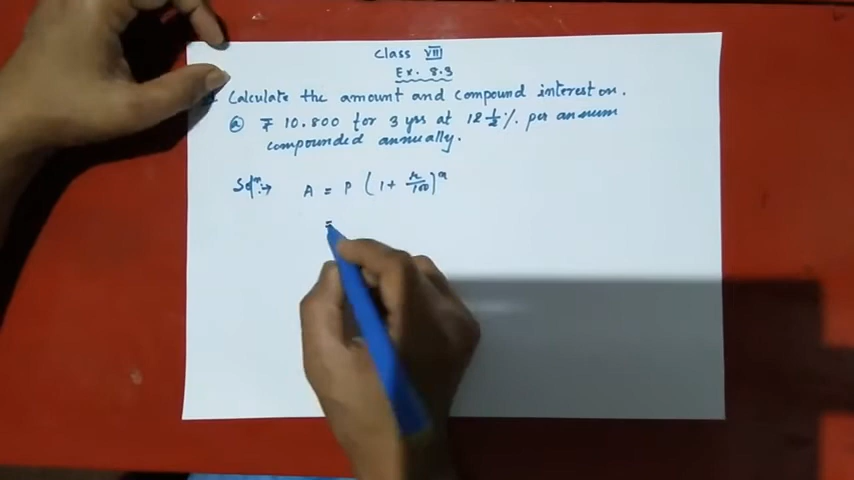 Class VIII
Ex. 8.3
Calculate the amount and compound interest on.
(a) ₹ 10.800 for 3 yrs at 12 1/2 % per annum
compounded annually.
Solⁿ:→ A = P (1 + r/100)ⁿ
=